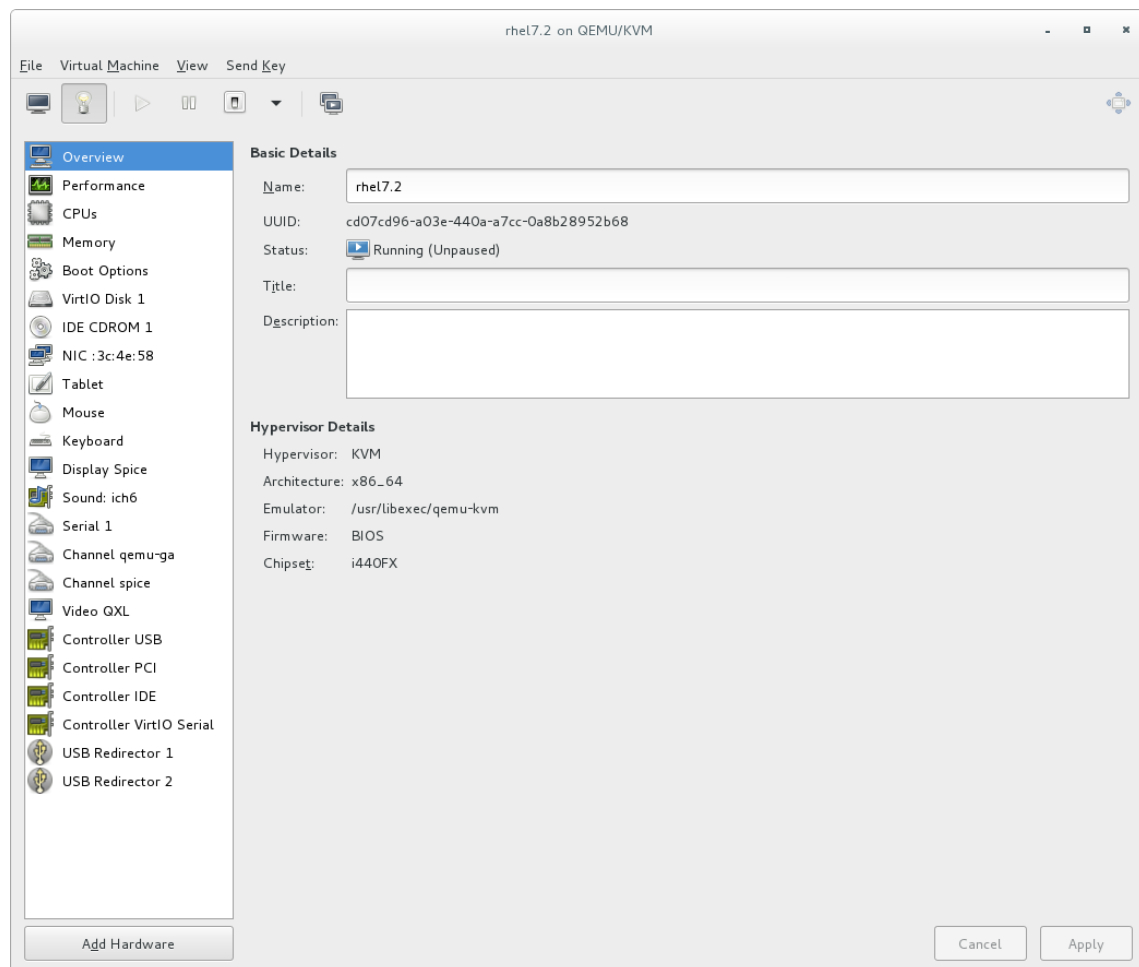 rhel7.2 on QEMU/KVM
File Virtual Machine View Send Key
Overview
Performance
CPUs
Memory
Boot Options
VirtIO Disk 1
IDE CDROM 1
NIC :3c:4e:58
Tablet
Mouse
Keyboard
Display Spice
Sound: ich6
Serial 1
Channel qemu-ga
Channel spice
Video QXL
Controller USB
Controller PCI
Controller IDE
Controller VirtIO Serial
USB Redirector 1
USB Redirector 2
Add Hardware
Basic Details
Name: rhel7.2
UUID: cd07cd96-a03e-440a-a7cc-0a8b28952b68
Status: Running (Unpaused)
Title:
Description:
Hypervisor Details
Hypervisor: KVM
Architecture: x86_64
Emulator: /usr/libexec/qemu-kvm
Firmware: BIOS
Chipset: i440FX
Cancel Apply